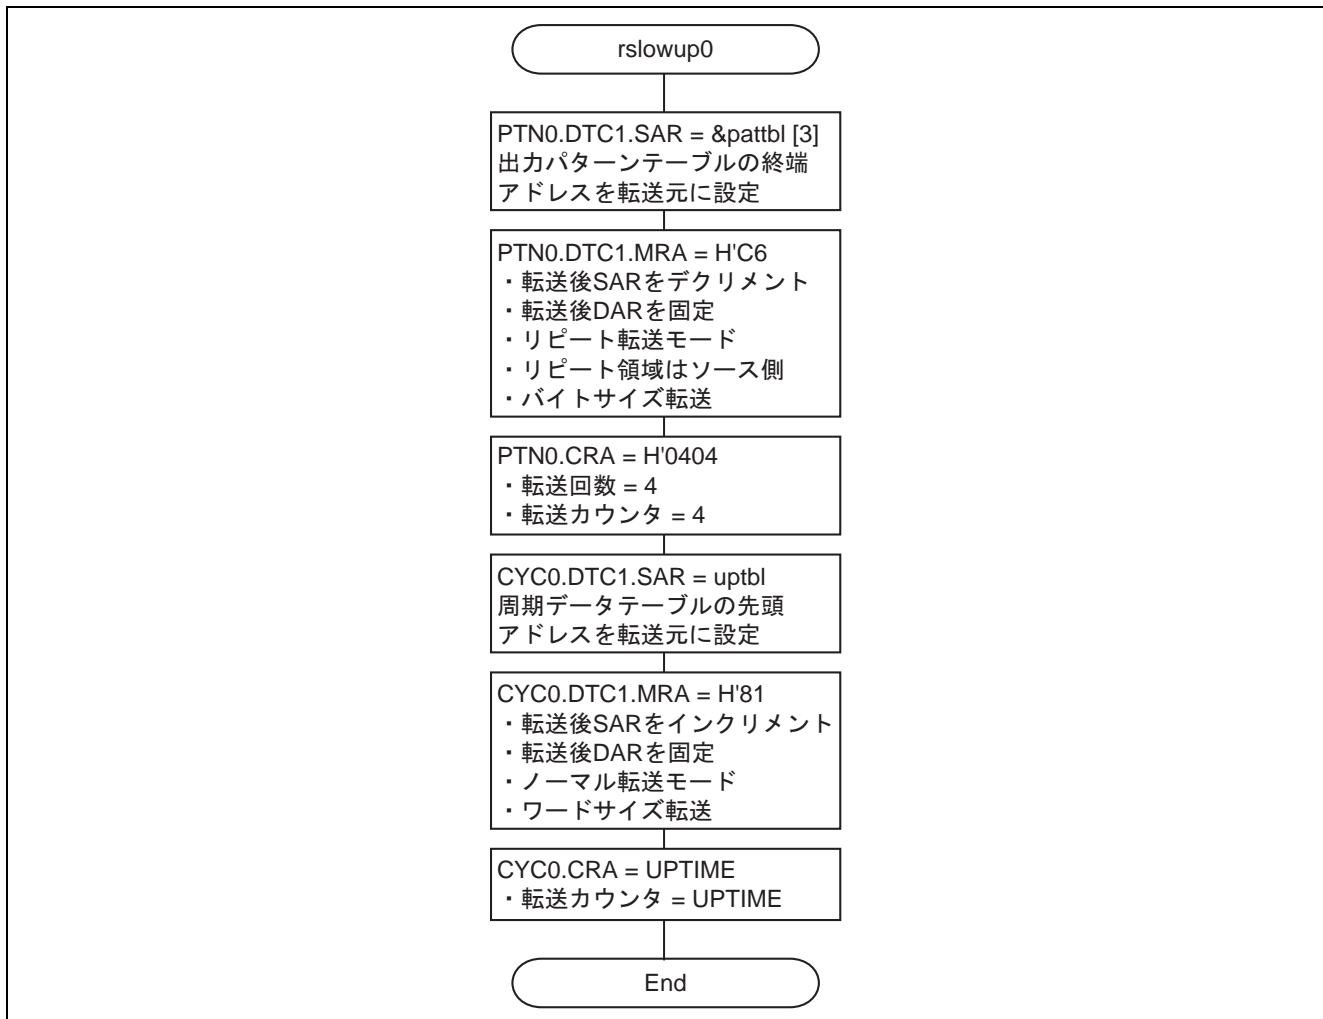 rslowup0
PTN0.DTC1.SAR = &pattbl [3]
出力パターンテーブルの終端
アドレスを転送元に設定
PTN0.DTC1.MRA = H'C6
・転送後SARをデクリメント
・転送後DARを固定
・リピート転送モード
・リピート領域はソース側
・バイトサイズ転送
PTN0.CRA = H'0404
・転送回数 = 4
・転送カウンタ = 4
CYC0.DTC1.SAR = uptbl
周期データテーブルの先頭
アドレスを転送元に設定
CYC0.DTC1.MRA = H'81
・転送後SARをインクリメント
・転送後DARを固定
・ノーマル転送モード
・ワードサイズ転送
CYC0.CRA = UPTIME
・転送カウンタ = UPTIME
End